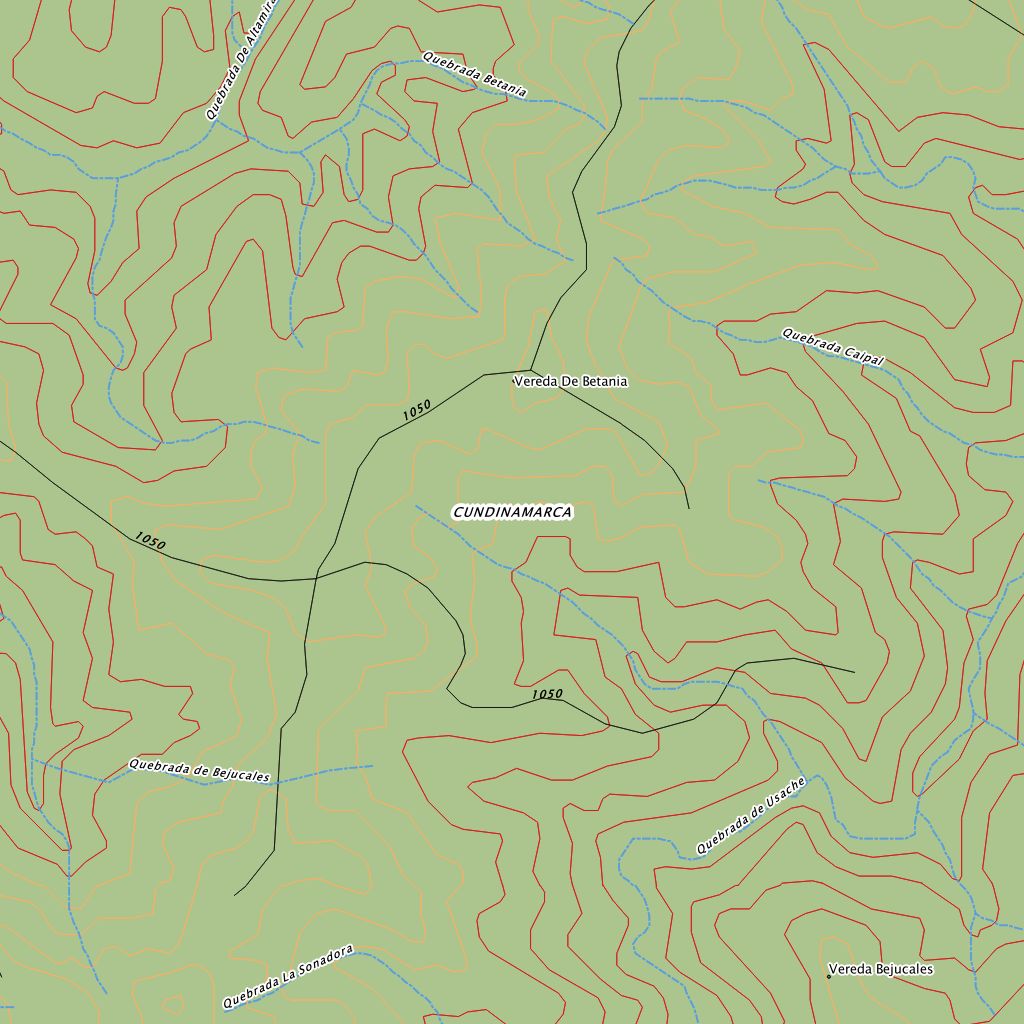 Quebrada De Altamira
Quebrada Betania
Quebrada Caipal
Vereda De Betania
1050
CUNDINAMARCA
1050
1050
Quebrada de Bejucales
Quebrada de Usache
Quebrada La Sonadora
Vereda Bejucales